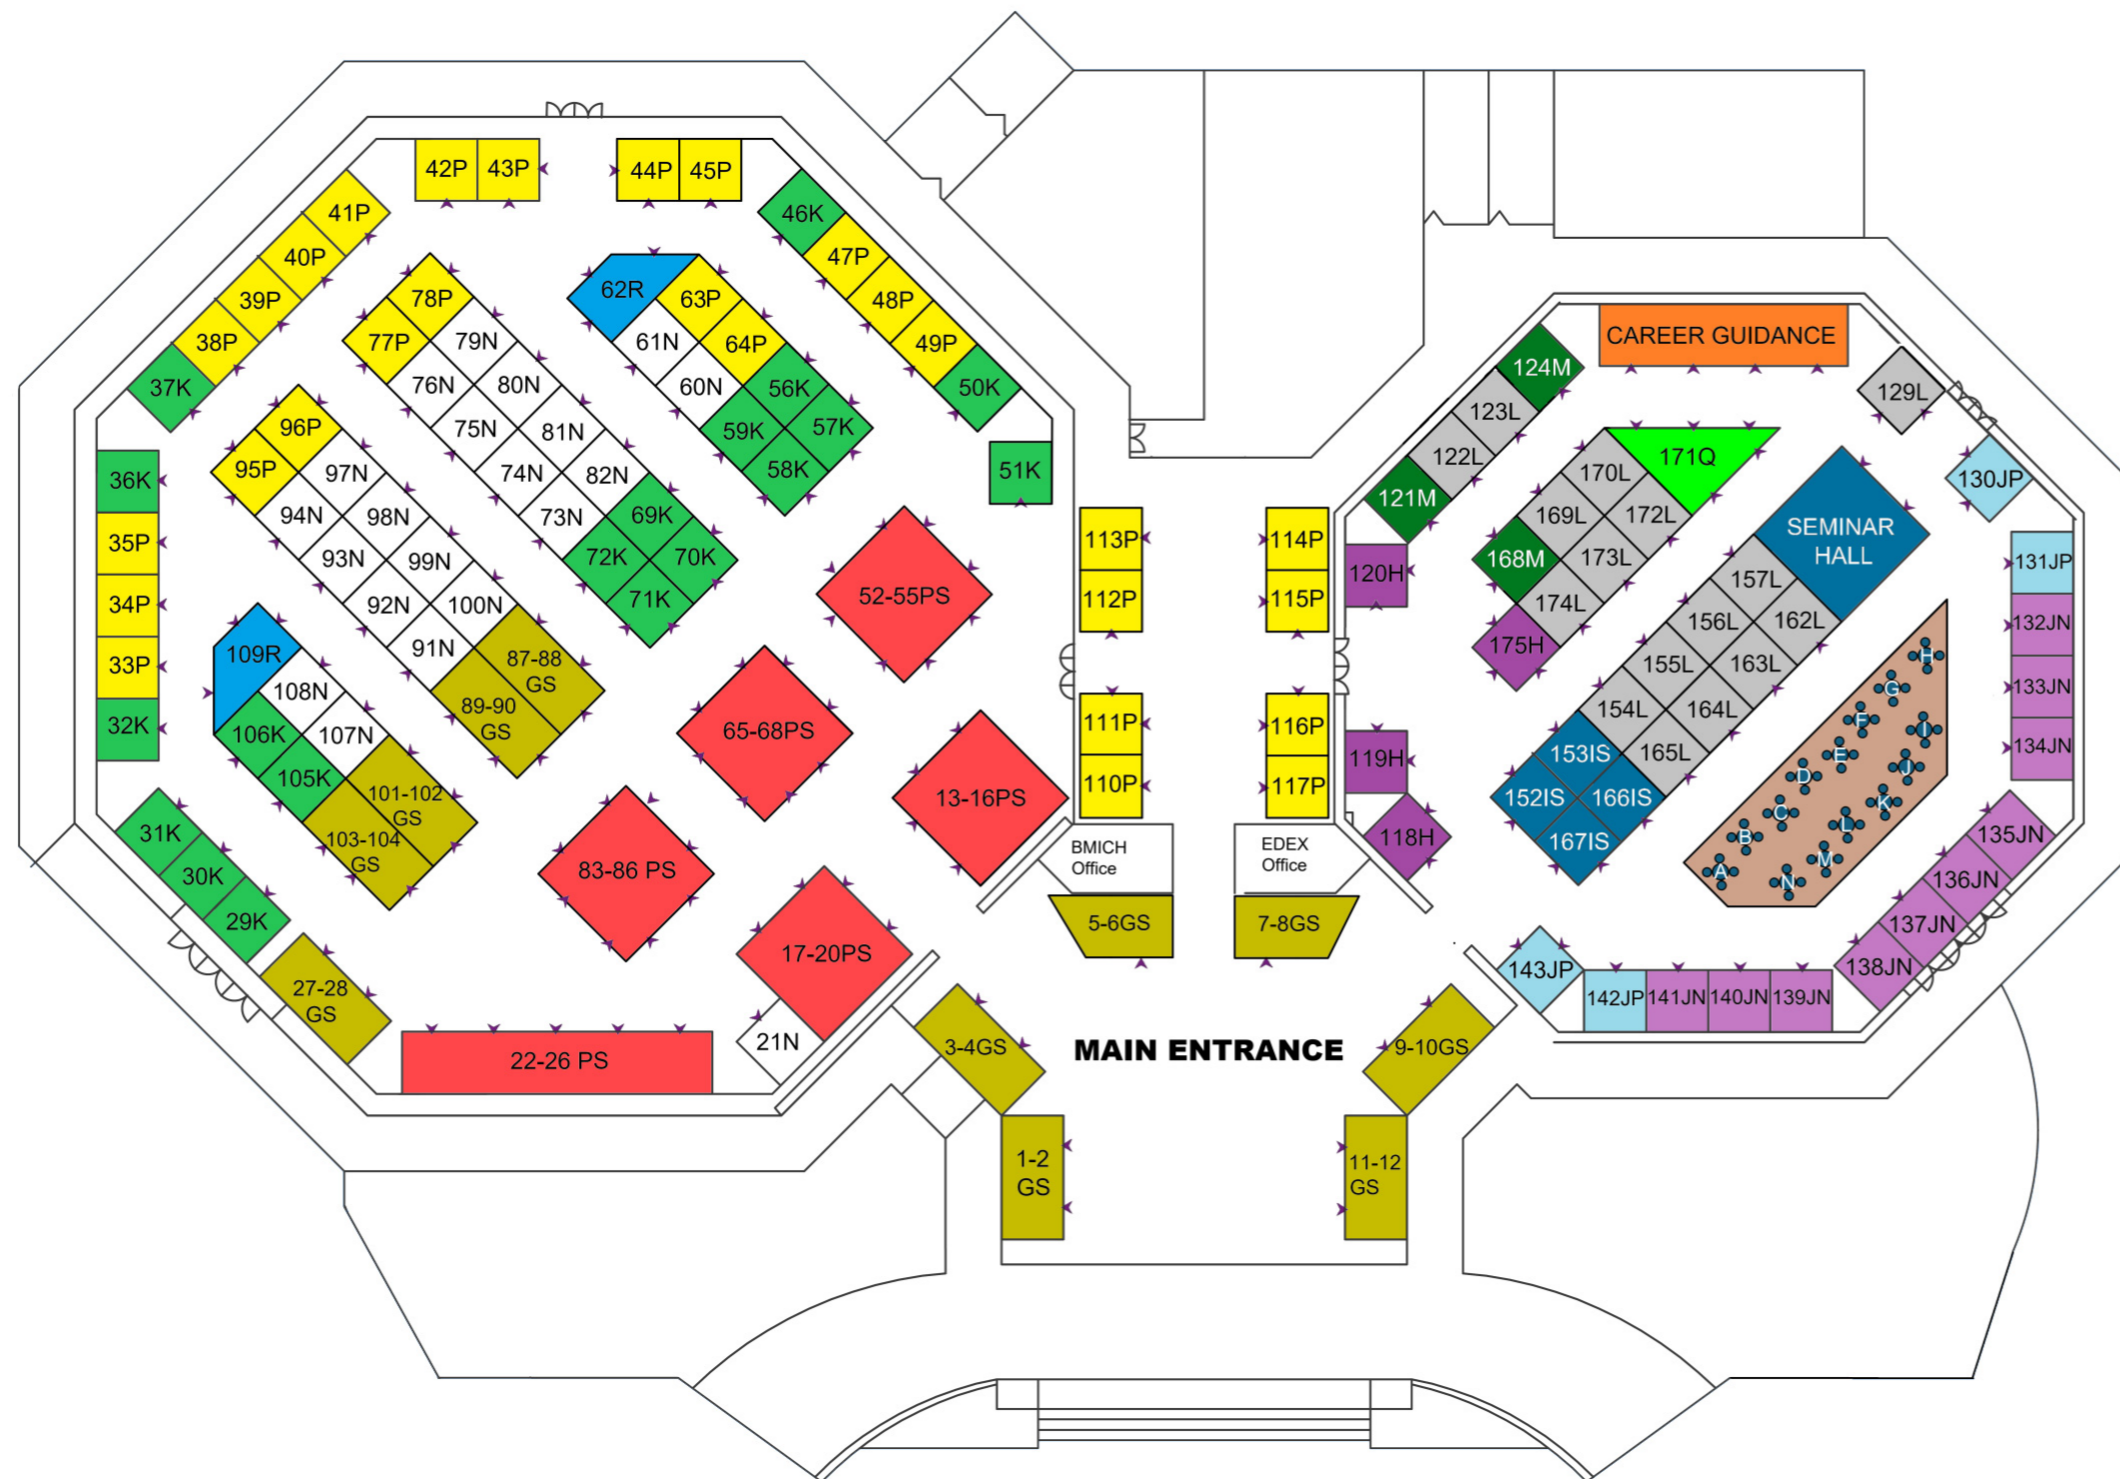 42P
43P
44P
45P
41P
40P
39P
38P
37K
46K
47P
48P
49P
50K
51K
36K
35P
34P
33P
32K
31K
30K
29K
27-28
GS
22-26 PS
21N
17-20PS
13-16PS
78P
77P
79N
76N
80N
75N
81N
74N
82N
73N
69K
72K
70K
71K
62R
63P
61N
64P
60N
56K
59K
57K
58K
96P
95P
97N
94N
98N
93N
99N
92N
100N
91N
87-88
GS
89-90
GS
109R
108N
106K
107N
105K
101-102
GS
103-104
GS
52-55PS
65-68PS
83-86 PS
113P
112P
111P
110P
114P
115P
116P
117P
BMICH
Office
EDEX
Office
5-6GS
7-8GS
3-4GS
MAIN ENTRANCE
9-10GS
1-2
GS
11-12
GS
CAREER GUIDANCE
124M
123L
122L
121M
120H
119H
118H
129L
130JP
131JP
132JN
133JN
134JN
135JN
136JN
137JN
138JN
139JN
140JN
141JN
142JP
143JP
171Q
170L
169L
172L
168M
173L
174L
175H
SEMINAR
HALL
157L
156L
162L
155L
163L
154L
164L
153IS
165L
152IS
166IS
167IS
H
G
F
I
E
D
J
C
K
B
L
A
M
N